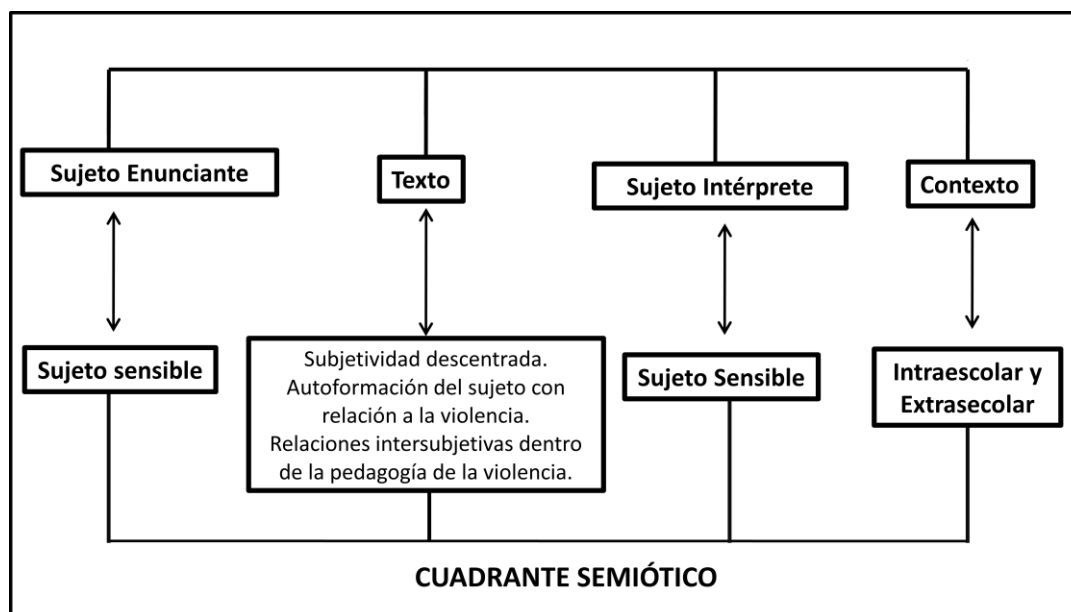 Sujeto Enunciante
Texto
Sujeto Intérprete
Contexto
Sujeto sensible
Subjetividad descentrada.
Autoformación del sujeto con
relación a la violencia.
Relaciones intersubjetivas dentro
de la pedagogía de la violencia.
Sujeto Sensible
Intraescolar y
Extrasecolar
CUADRANTE SEMIÓTICO